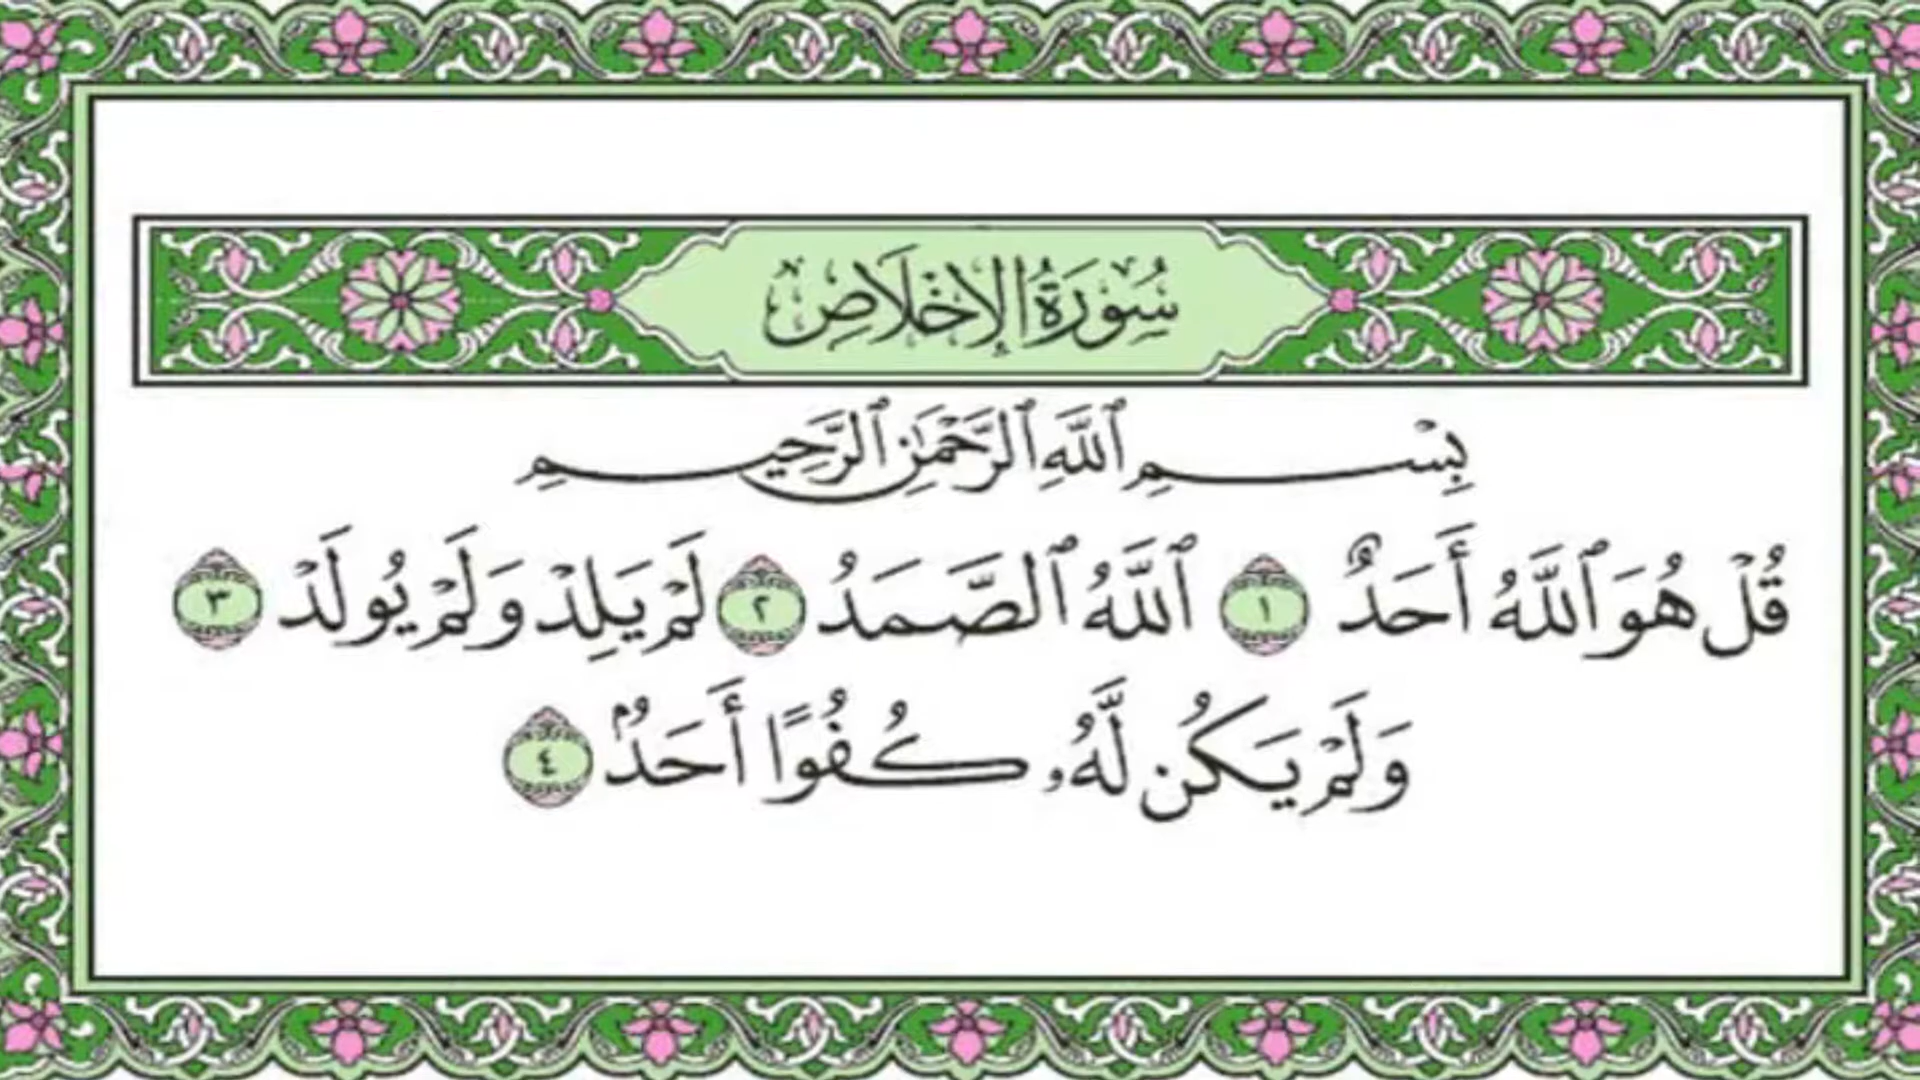 سُورَةُ الإِخْلَاصِ
بِسْمِ ٱللَّهِ ٱلرَّحْمَٰنِ ٱلرَّحِيمِ
قُلْ هُوَ ٱللَّهُ أَحَدٌ ١ ٱللَّهُ ٱلصَّمَدُ ٢ لَمْ يَلِدْ وَلَمْ يُولَدْ ٣
وَلَمْ يَكُن لَّهُۥ كُفُوًا أَحَدٌۢ ٤